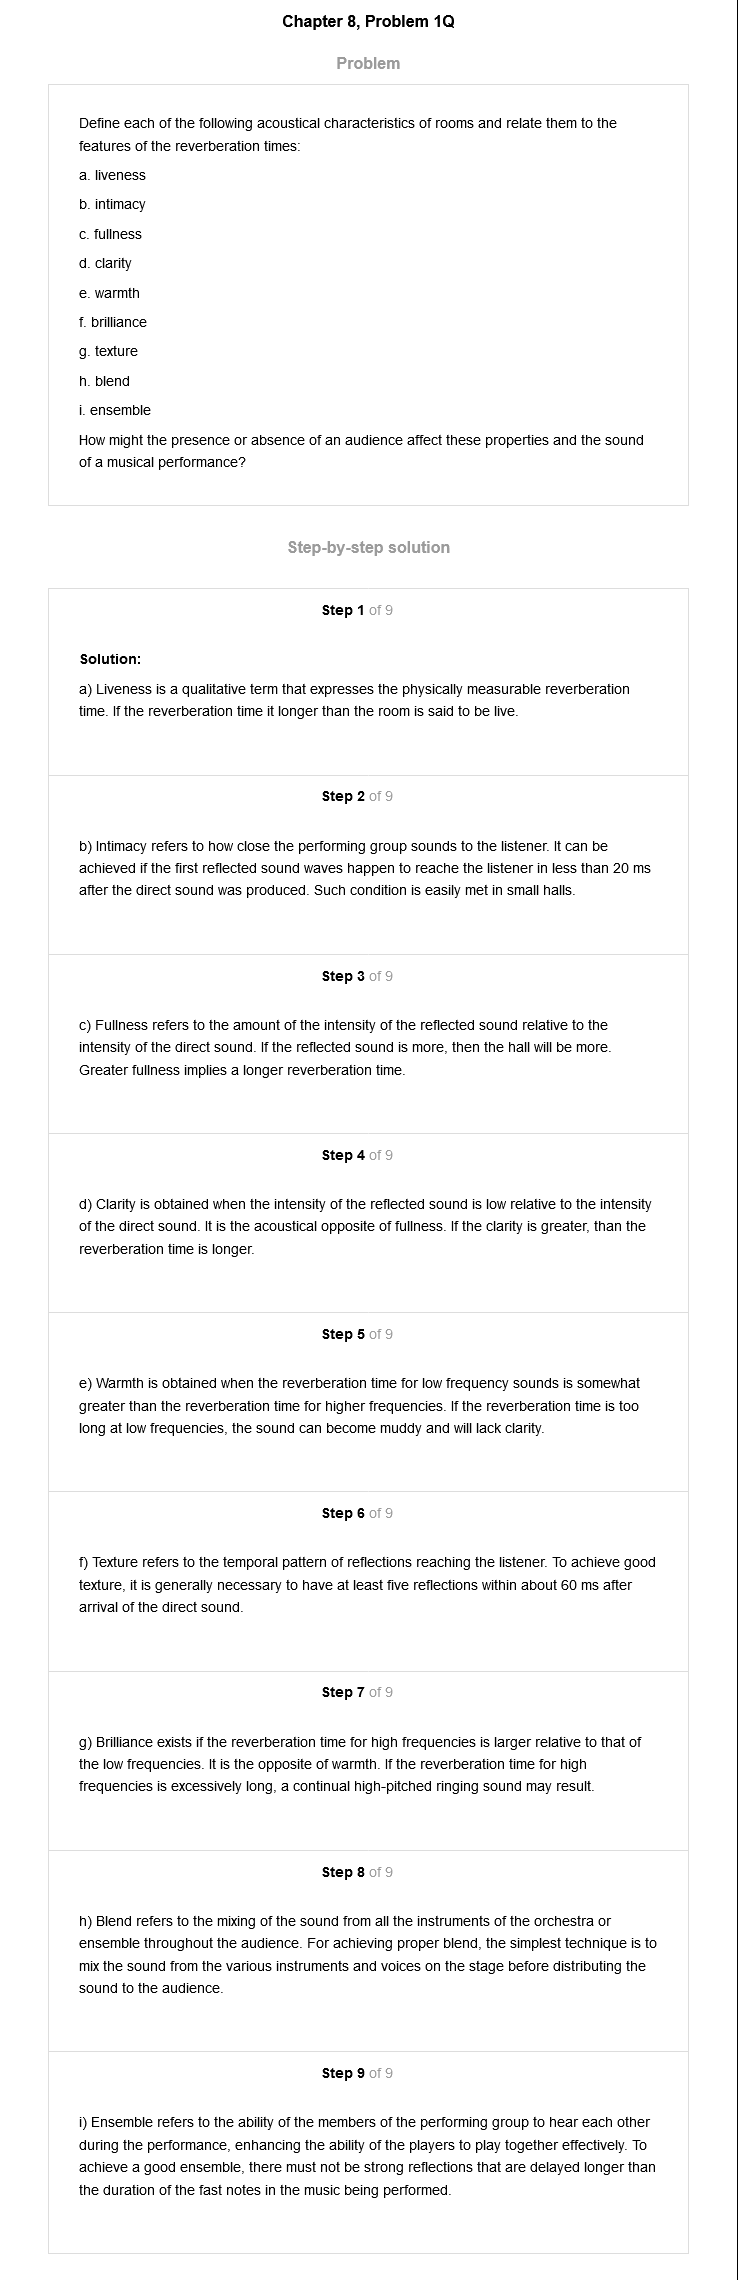 Chapter 8, Problem 1Q
Problem
Define each of the following acoustical characteristics of rooms and relate them to the
features of the reverberation times:
a. liveness
b. intimacy
c. fullness
d. clarity
e. warmth
f. brilliance
g. texture
h. blend
i. ensemble
How might the presence or absence of an audience affect these properties and the sound
of a musical performance?
Step-by-step solution
Step 1 of 9
Solution:
a) Liveness is a qualitative term that expresses the physically measurable reverberation
time. If the reverberation time it longer than the room is said to be live.
Step 2 of 9
b) Intimacy refers to how close the performing group sounds to the listener. It can be
achieved if the first reflected sound waves happen to reache the listener in less than 20 ms
after the direct sound was produced. Such condition is easily met in small halls.
Step 3 of 9
c) Fullness refers to the amount of the intensity of the reflected sound relative to the
intensity of the direct sound. If the reflected sound is more, then the hall will be more.
Greater fullness implies a longer reverberation time.
Step 4 of 9
d) Clarity is obtained when the intensity of the reflected sound is low relative to the intensity
of the direct sound. It is the acoustical opposite of fullness. If the clarity is greater, than the
reverberation time is longer.
Step 5 of 9
e) Warmth is obtained when the reverberation time for low frequency sounds is somewhat
greater than the reverberation time for higher frequencies. If the reverberation time is too
long at low frequencies, the sound can become muddy and will lack clarity.
Step 6 of 9
f) Texture refers to the temporal pattern of reflections reaching the listener. To achieve good
texture, it is generally necessary to have at least five reflections within about 60 ms after
arrival of the direct sound.
Step 7 of 9
g) Brilliance exists if the reverberation time for high frequencies is larger relative to that of
the low frequencies. It is the opposite of warmth. If the reverberation time for high
frequencies is excessively long, a continual high-pitched ringing sound may result.
Step 8 of 9
h) Blend refers to the mixing of the sound from all the instruments of the orchestra or
ensemble throughout the audience. For achieving proper blend, the simplest technique is to
mix the sound from the various instruments and voices on the stage before distributing the
sound to the audience.
Step 9 of 9
i) Ensemble refers to the ability of the members of the performing group to hear each other
during the performance, enhancing the ability of the players to play together effectively. To
achieve a good ensemble, there must not be strong reflections that are delayed longer than
the duration of the fast notes in the music being performed.